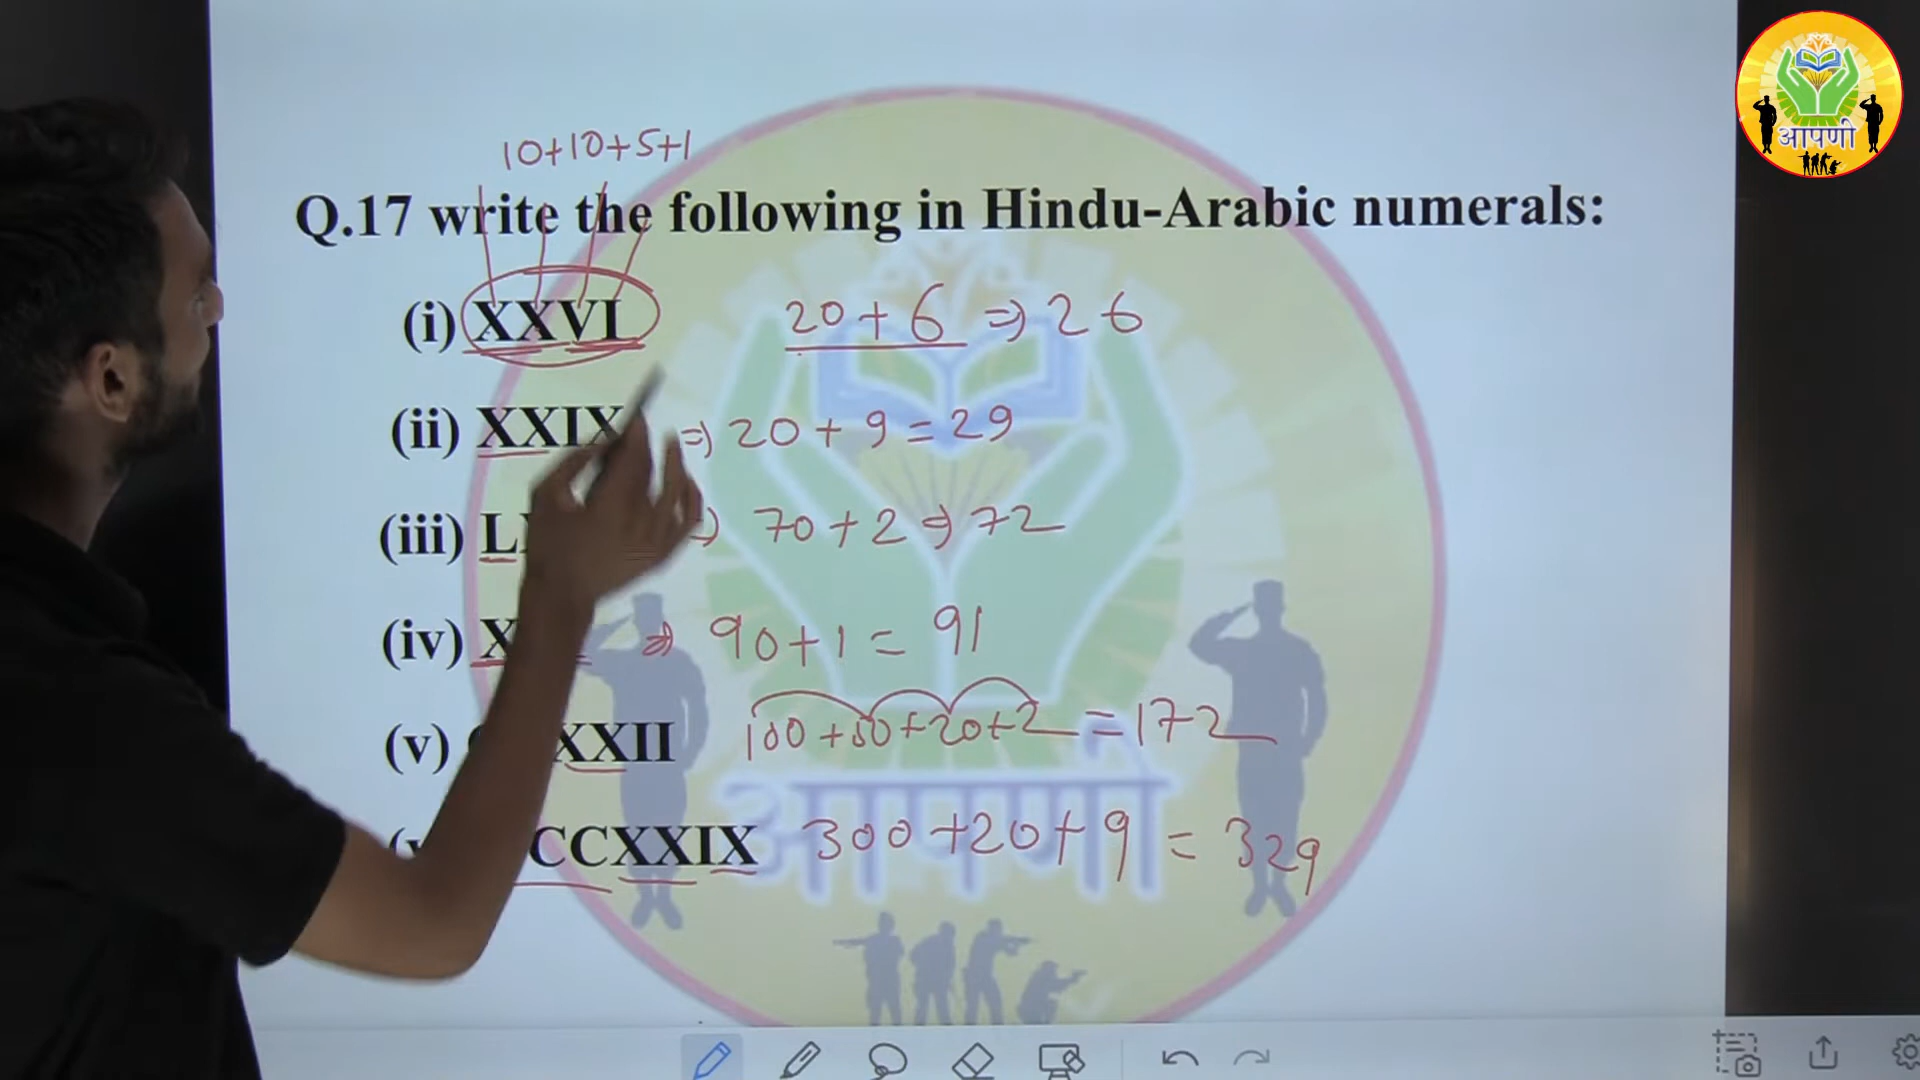 आपणी
10+10+5+1
Q.17 write the following in Hindu-Arabic numerals:
(i) XXVI 20+6 ⇒ 26
(ii) XXIX ⇒ 20+9=29
(iii) L 70+2 ⇒ 72
(iv) X ⇒ 90+1=91
(v) XXII 100+50+20+2=172
CCXXIX 300+20+9=329
आपणी